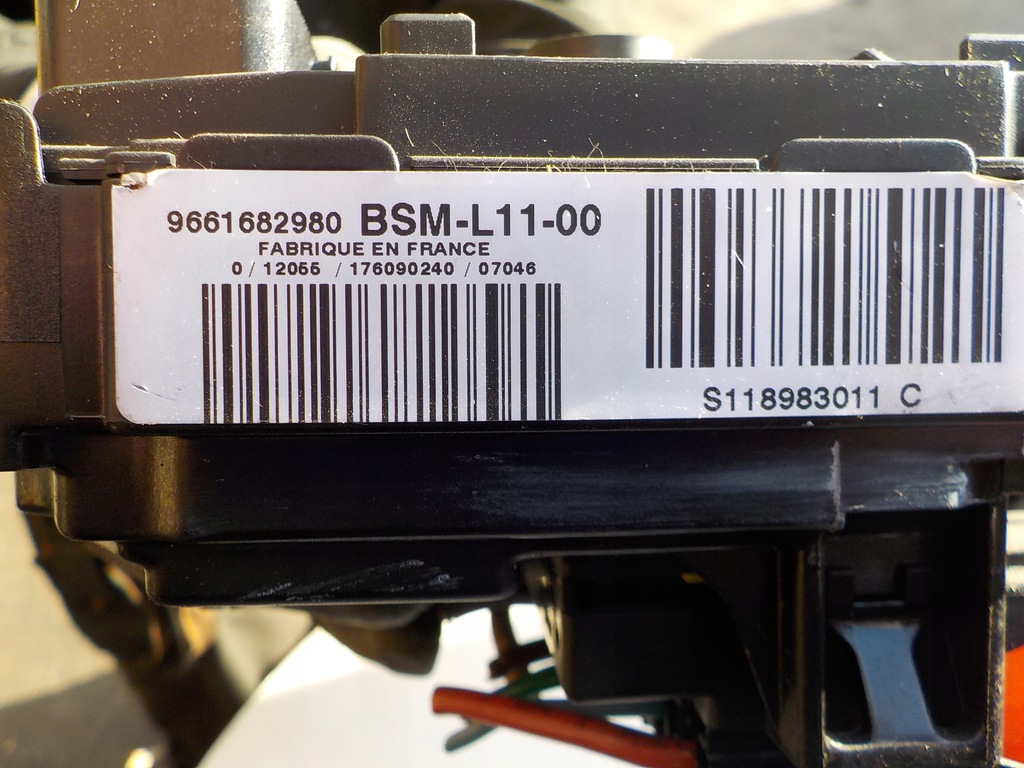 9661682980 BSM-L11-00
FABRIQUE EN FRANCE
0 / 12055 / 176090240 / 07046
S118983011 C